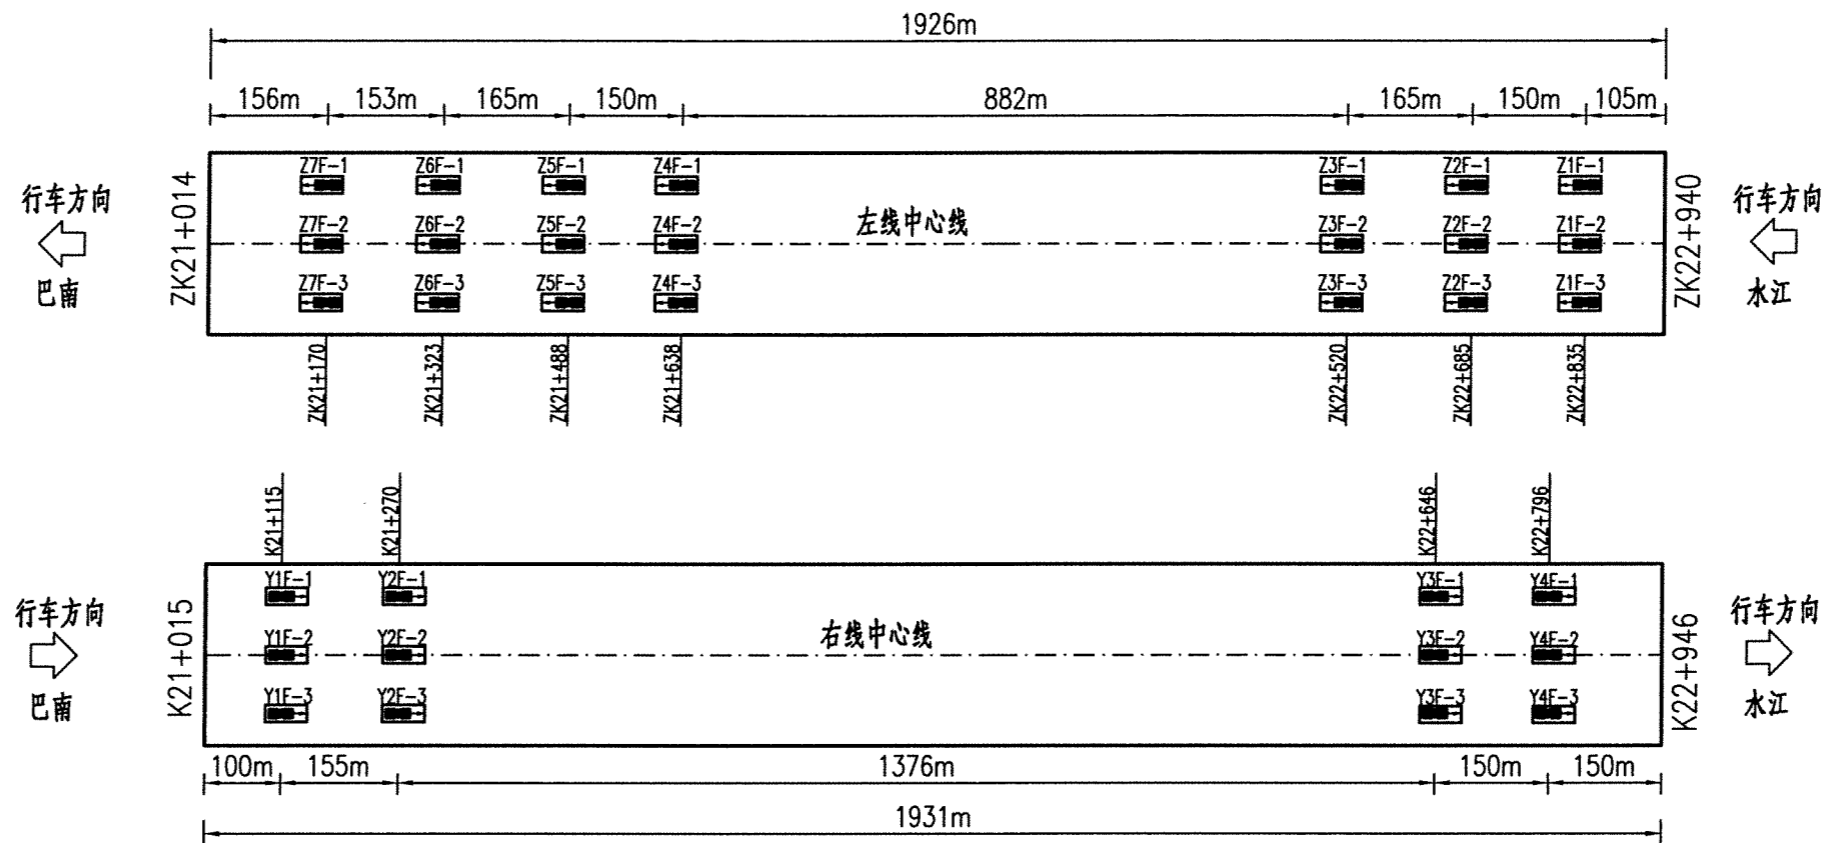 1926m
156m 153m 165m 150m 882m 165m 150m 105m
Z7F-1 Z6F-1 Z5F-1 Z4F-1 Z3F-1 Z2F-1 Z1F-1
行车方向 ZK21+014 左线中心线 ZK22+940 行车方向
Z7F-2 Z6F-2 Z5F-2 Z4F-2 Z3F-2 Z2F-2 Z1F-2
巴南 水江
Z7F-3 Z6F-3 Z5F-3 Z4F-3 Z3F-3 Z2F-3 Z1F-3
ZK21+170 ZK21+323 ZK21+488 ZK21+638 ZK22+520 ZK22+685 ZK22+835
K21+115 K21+270 K22+646 K22+796
Y1F-1 Y2F-1 Y3F-1 Y4F-1
行车方向 K21+015 右线中心线 K22+946 行车方向
Y1F-2 Y2F-2 Y3F-2 Y4F-2
巴南 水江
Y1F-3 Y2F-3 Y3F-3 Y4F-3
100m 155m 1376m 150m 150m
1931m